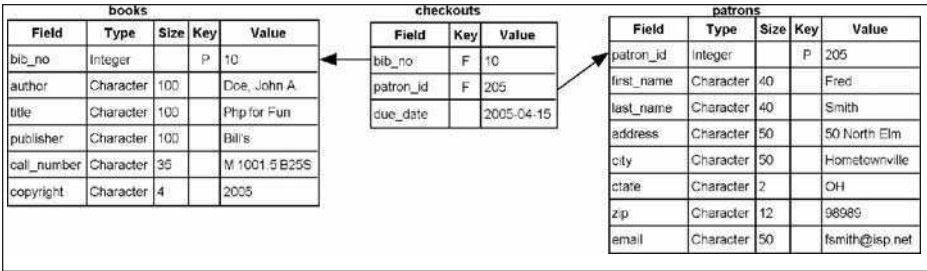 books
Field Type Size Key Value
bib_no Integer P 10
author Character 100 Doe, John A.
title Character 100 Php for Fun
publisher Character 100 Bill's
call_number Character 35 M 1001.5 B25S
copyright Character 4 2005
checkouts
Field Key Value
bib_no F 10
patron_id F 205
due_date 2005-04-15
patrons
Field Type Size Key Value
patron_id Integer P 205
first_name Character 40 Fred
last_name Character 40 Smith
address Character 50 50 North Elm
city Character 50 Hometownville
ctate Character 2 OH
zip Character 12 98989
email Character 50 fsmith@isp.net